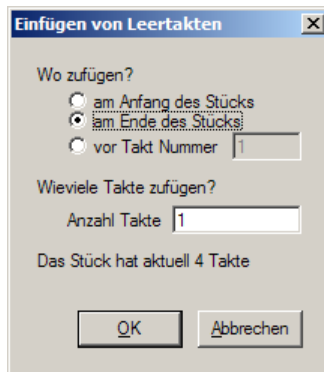 Einfügen von Leertakten
Wo zufügen?
am Anfang des Stücks
am Ende des Stücks
vor Takt Nummer 1
Wieviele Takte zufügen?
Anzahl Takte 1
Das Stück hat aktuell 4 Takte
OK Abbrechen